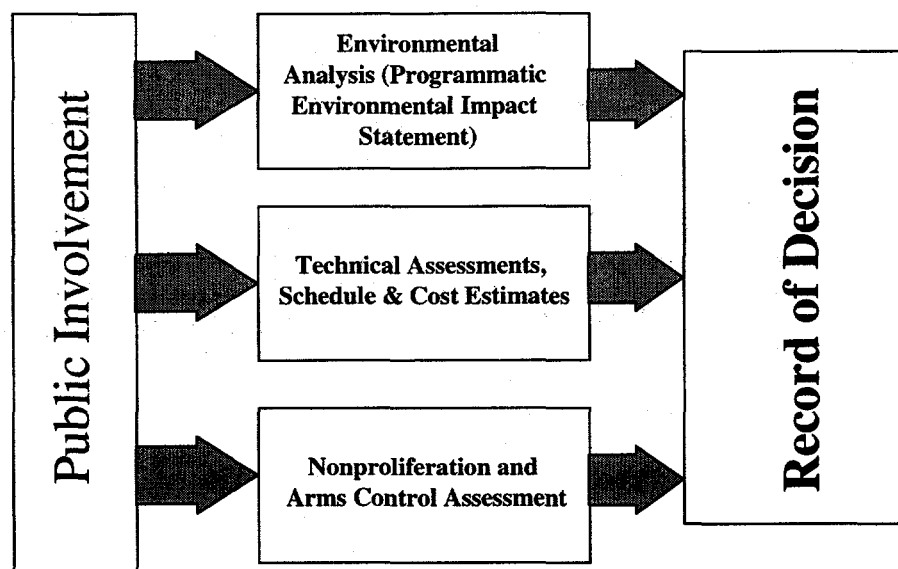 Public Involvement
Environmental
Analysis (Programmatic
Environmental Impact
Statement)
Technical Assessments,
Schedule & Cost Estimates
Nonproliferation and
Arms Control Assessment
Record of Decision